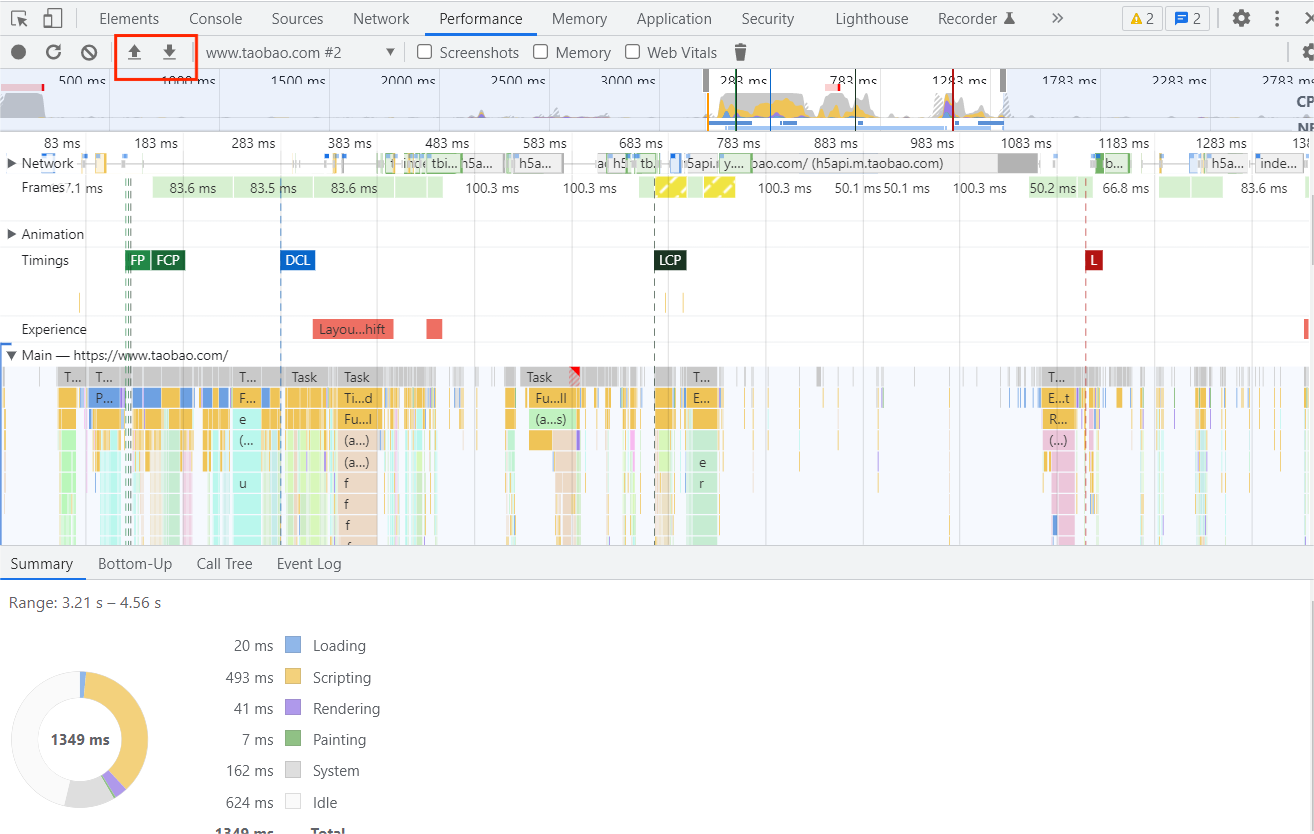 Elements Console Sources Network Performance Memory Application Security Lighthouse Recorder 2 2
www.taobao.com #2 Screenshots Memory Web Vitals
500 ms 1000 ms 1500 ms 2000 ms 2500 ms 3000 ms 283 ms 783 ms 1283 ms 1783 ms 2283 ms 2783 ms
CP
NE
83 ms 183 ms 283 ms 383 ms 483 ms 583 ms 683 ms 783 ms 883 ms 983 ms 1083 ms 1183 ms 1283 ms 138
Network tbi... h5a... h5a... h5 tb. h5api.m y... bao.com/ (h5api.m.taobao.com) b... h5a... inde...
Frames 7.1 ms 83.6 ms 83.5 ms 83.6 ms 100.3 ms 100.3 ms 100.3 ms 50.1 ms 50.1 ms 100.3 ms 50.2 ms 66.8 ms 83.6 ms
Animation
Timings FP FCP DCL LCP L
Experience Layou...hift
Main — https://www.taobao.com/
T... T... T... Task Task Task T... T...
P... F... Ti...d Fu...ll E... E...t
e Fu...l (a...s) R...
(... (a...) (...)
(a...) e
u f r
f
f
Summary Bottom-Up Call Tree Event Log
Range: 3.21 s – 4.56 s
20 ms Loading
493 ms Scripting
41 ms Rendering
1349 ms
7 ms Painting
162 ms System
624 ms Idle
1349 ms Total